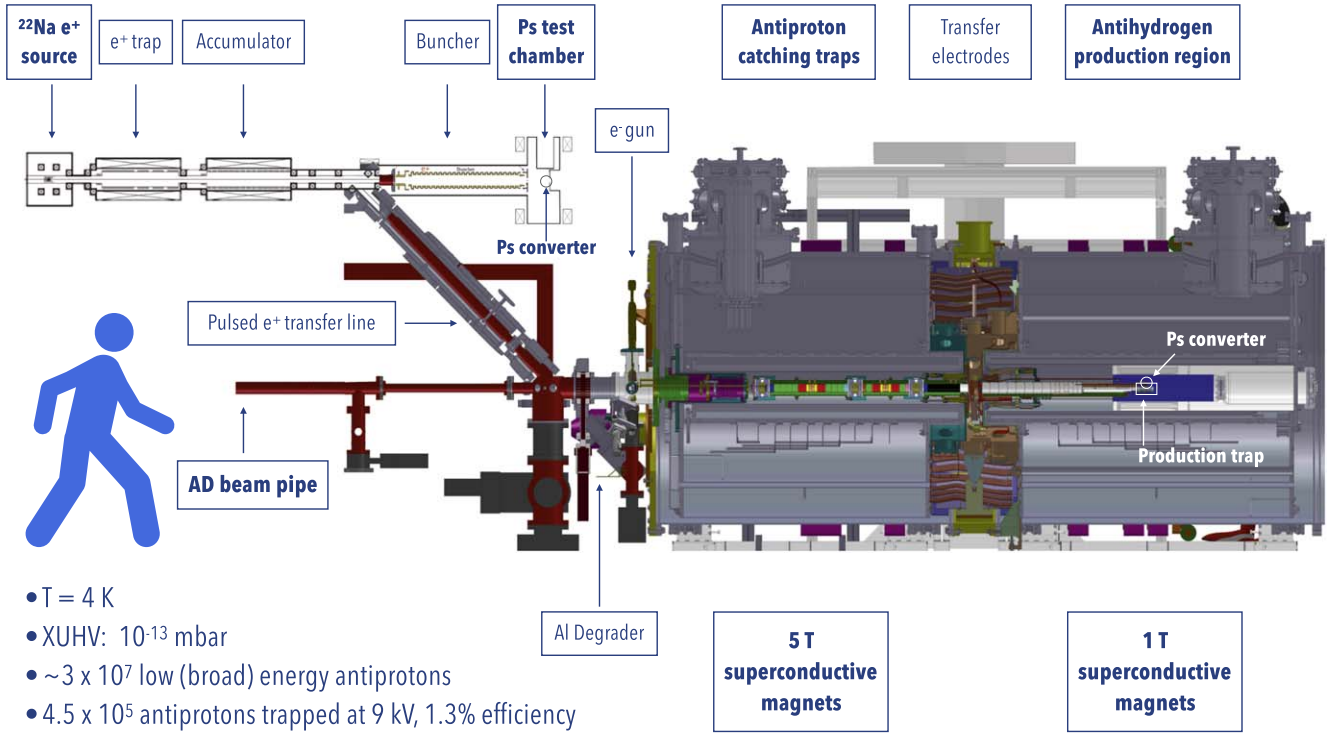 ²²Na e⁺
source
e⁺ trap
Accumulator
Buncher
Ps test
chamber
Antiproton
catching traps
Transfer
electrodes
Antihydrogen
production region
e⁻ gun
Ps converter
Pulsed e⁺ transfer line
Ps converter
Production trap
AD beam pipe
Al Degrader
5 T
superconductive
magnets
1 T
superconductive
magnets
• T = 4 K
• XUHV: 10⁻¹³ mbar
• ~3 x 10⁷ low (broad) energy antiprotons
• 4.5 x 10⁵ antiprotons trapped at 9 kV, 1.3% efficiency